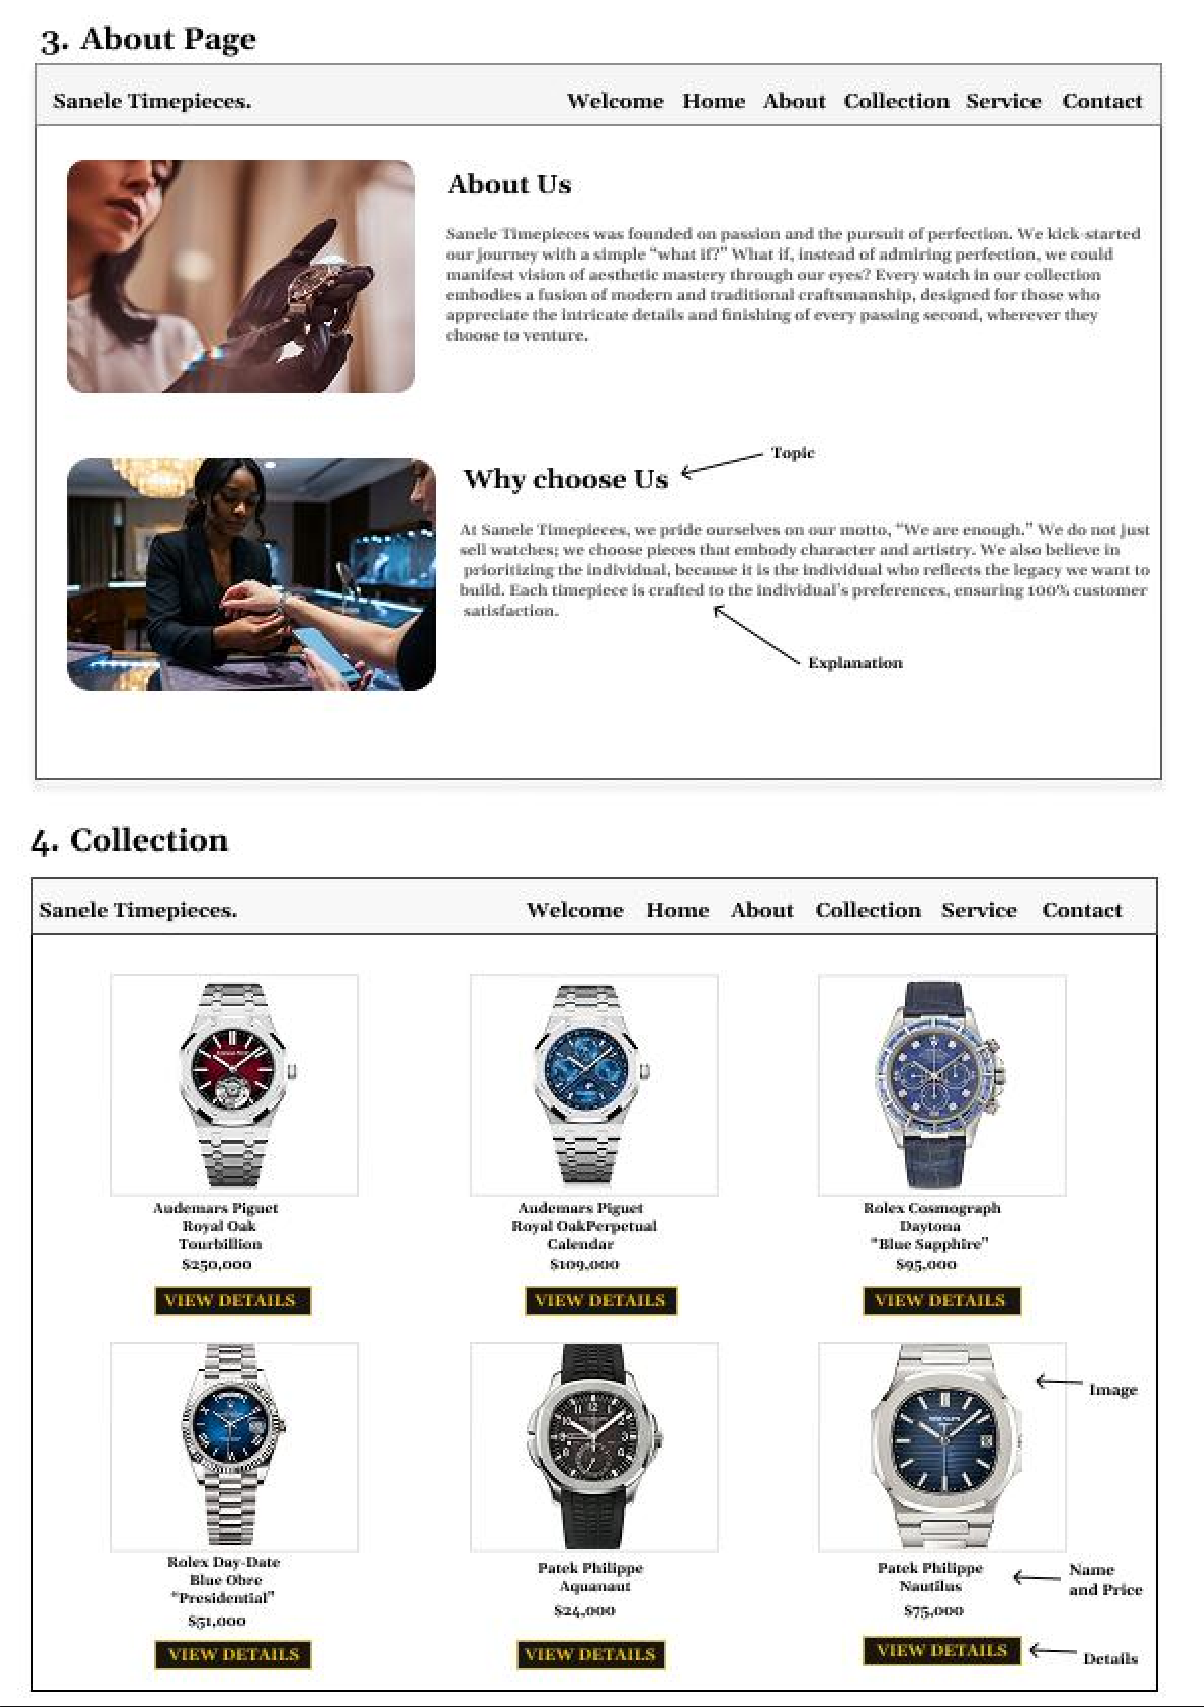 3. About Page
Sanele Timepieces.
Welcome Home About Collection Service Contact
About Us
Sanele Timepieces was founded on passion and the pursuit of perfection. We kick-started
our journey with a simple “what if?” What if, instead of admiring perfection, we could
manifest vision of aesthetic mastery through our eyes? Every watch in our collection
embodies a fusion of modern and traditional craftsmanship, designed for those who
appreciate the intricate details and finishing of every passing second, wherever they
choose to venture.
Topic
Why choose Us
At Sanele Timepieces, we pride ourselves on our motto, “We are enough.” We do not just
sell watches; we choose pieces that embody character and artistry. We also believe in
prioritizing the individual, because it is the individual who reflects the legacy we want to
build. Each timepiece is crafted to the individual's preferences, ensuring 100% customer
satisfaction.
Explanation
4. Collection
Sanele Timepieces.
Welcome Home About Collection Service Contact
Audemars Piguet
Royal Oak
Tourbillion
$250,000
VIEW DETAILS
Audemars Piguet
Royal OakPerpetual
Calendar
$109,000
VIEW DETAILS
Rolex Cosmograph
Daytona
“Blue Sapphire”
$95,000
VIEW DETAILS
Rolex Day-Date
Blue Obre
“Presidential”
$51,000
VIEW DETAILS
Patek Philippe
Aquanaut
$24,000
VIEW DETAILS
Image
Patek Philippe
Nautilus
$75,000
Name
and Price
VIEW DETAILS
Details